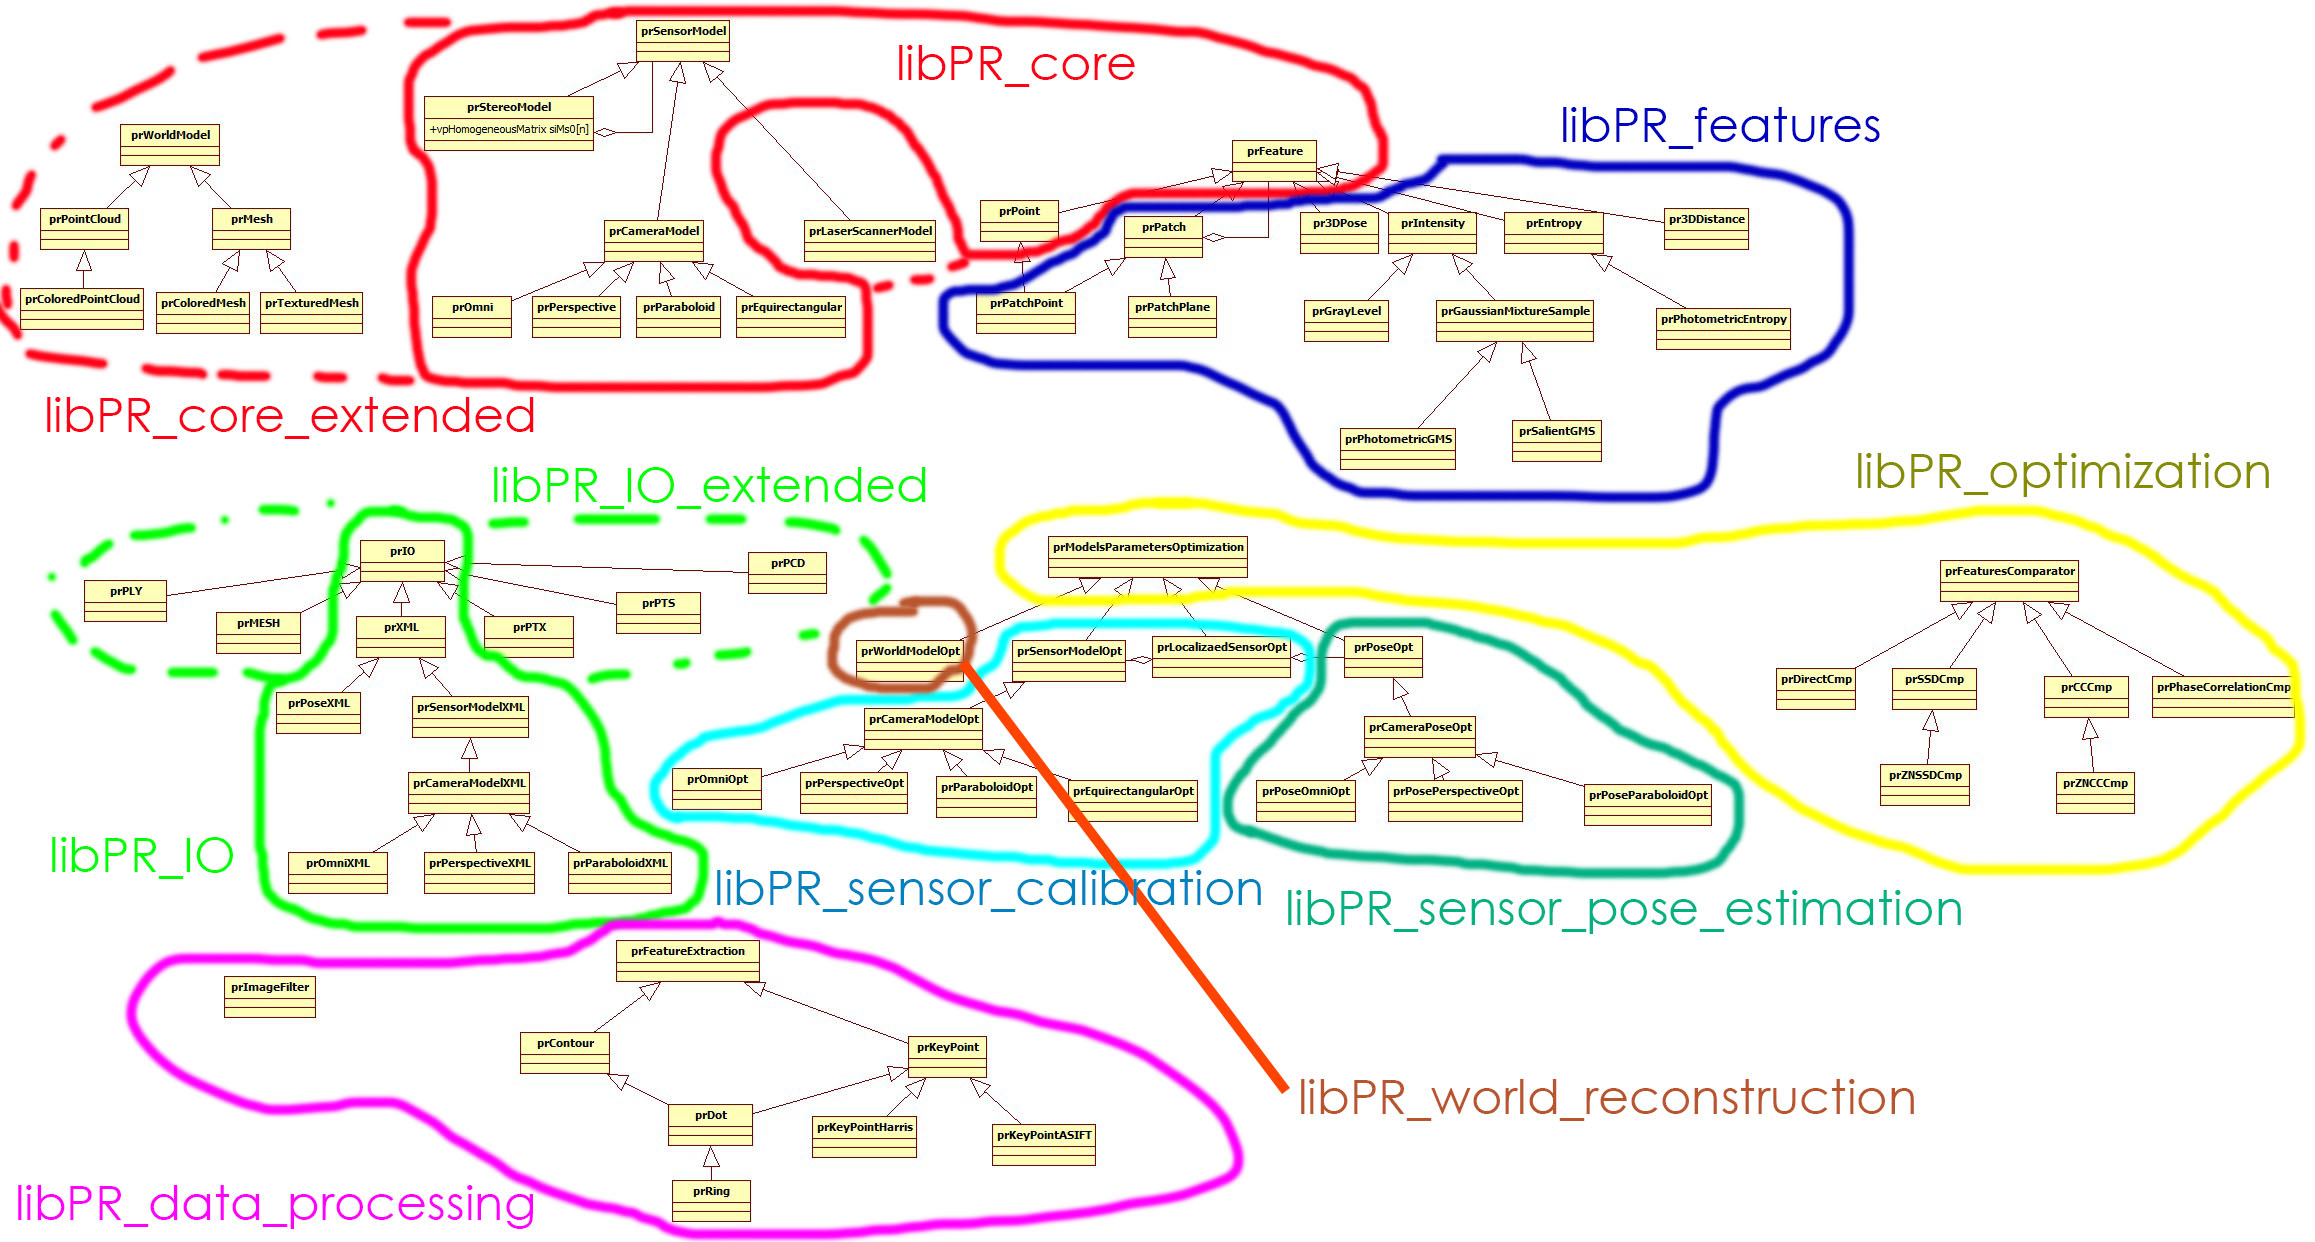 prSensorModel
libPR_core
prStereoModel
+vpHomogeneousMatrix siMs0[n]
libPR_features
prWorldModel
prFeature
prPointCloud
prMesh
prCameraModel
prLaserScannerModel
prPoint
prPatch
pr3DPose
prIntensity
prEntropy
pr3DDistance
prColoredPointCloud
prColoredMesh
prTexturedMesh
prOmni
prPerspective
prParaboloid
prEquirectangular
prPatchPoint
prPatchPlane
prGrayLevel
prGaussianMixtureSample
prPhotometricEntropy
libPR_core_extended
prPhotometricGMS
prSalientGMS
libPR_IO_extended
libPR_optimization
prIO
prPLY
prMESH
prXML
prPTX
prPTS
prPCD
prModelsParametersOptimization
prFeaturesComparator
prWorldModelOpt
prSensorModelOpt
prLocalizaedSensorOpt
prPoseOpt
prDirectCmp
prSSDCmp
prCCCmp
prPhaseCorrelationCmp
prPoseXML
prSensorModelXML
prCameraModelOpt
prCameraPoseOpt
prCameraModelXML
prOmniOpt
prPerspectiveOpt
prParaboloidOpt
prEquirectangularOpt
prPoseOmniOpt
prPosePerspectiveOpt
prPoseParaboloidOpt
prZNSSDCmp
prZNCCCmp
libPR_IO
prOmniXML
prPerspectiveXML
prParaboloidXML
libPR_sensor_calibration
libPR_sensor_pose_estimation
prFeatureExtraction
prImageFilter
prContour
prKeyPoint
prDot
prKeyPointHarris
prKeyPointASIFT
libPR_world_reconstruction
prRing
libPR_data_processing